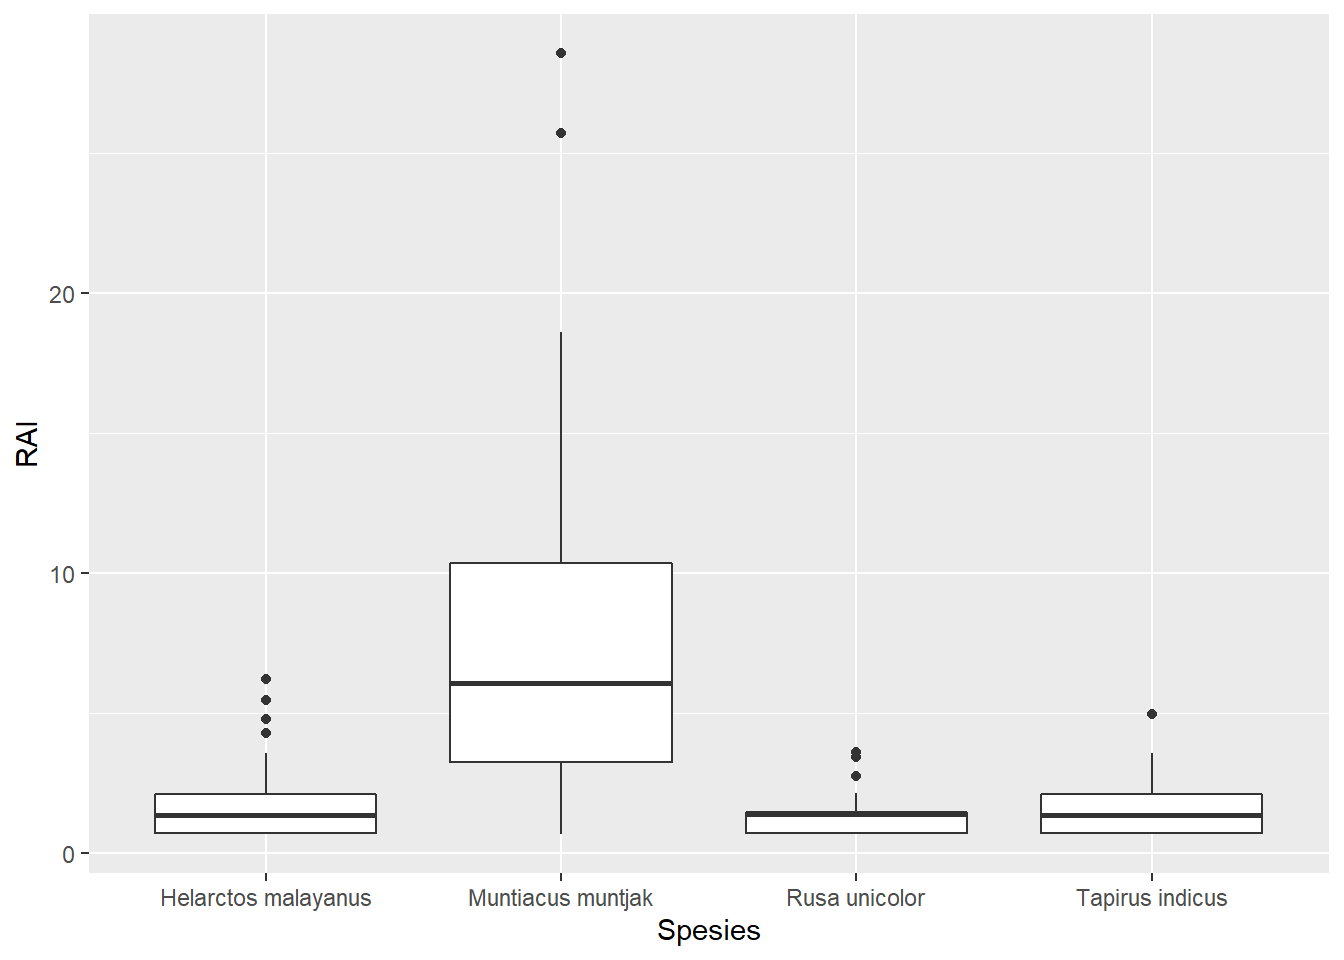 RAI
20
10
0
Helarctos malayanus
Muntiacus muntjak
Rusa unicolor
Tapirus indicus
Spesies